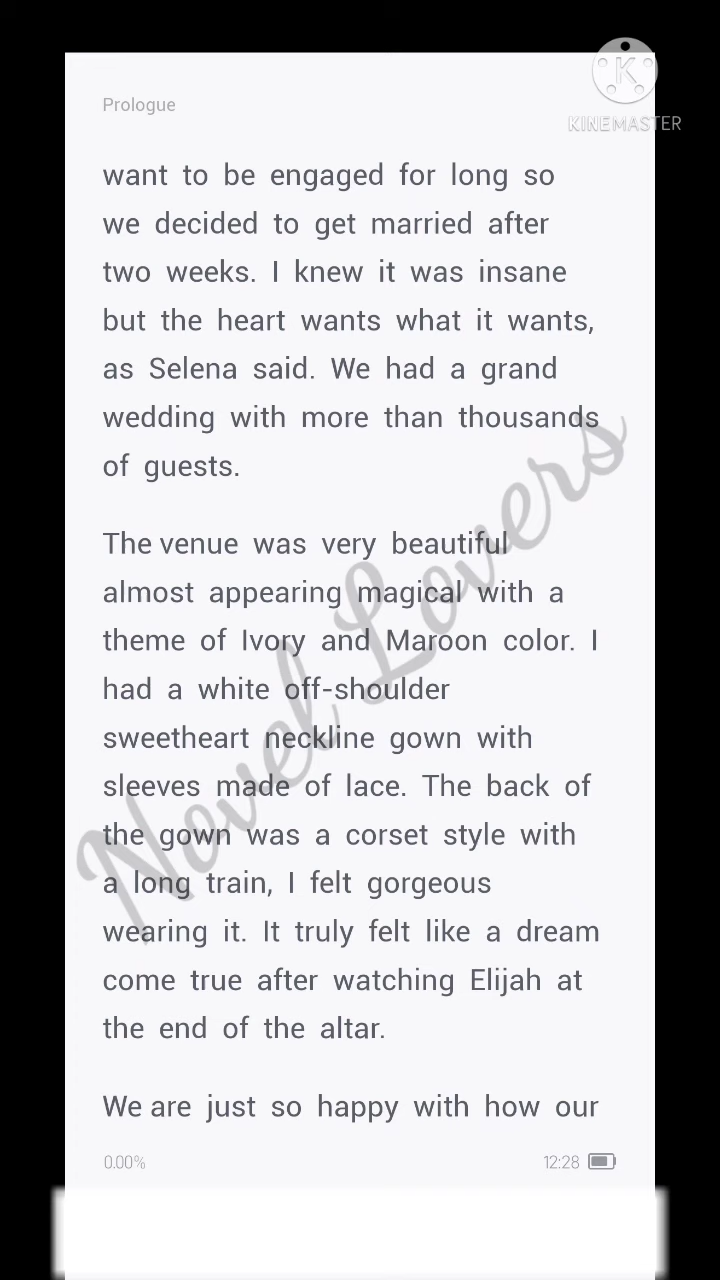 Prologue
K
KINEMASTER
want to be engaged for long so
we decided to get married after
two weeks. I knew it was insane
but the heart wants what it wants,
as Selena said. We had a grand
wedding with more than thousands
of guests.
The venue was very beautiful
almost appearing magical with a
theme of Ivory and Maroon color. I
had a white off-shoulder
sweetheart neckline gown with
sleeves made of lace. The back of
the gown was a corset style with
a long train, I felt gorgeous
wearing it. It truly felt like a dream
come true after watching Elijah at
the end of the altar.
We are just so happy with how our
Novel Lovers
0.00%
12:28